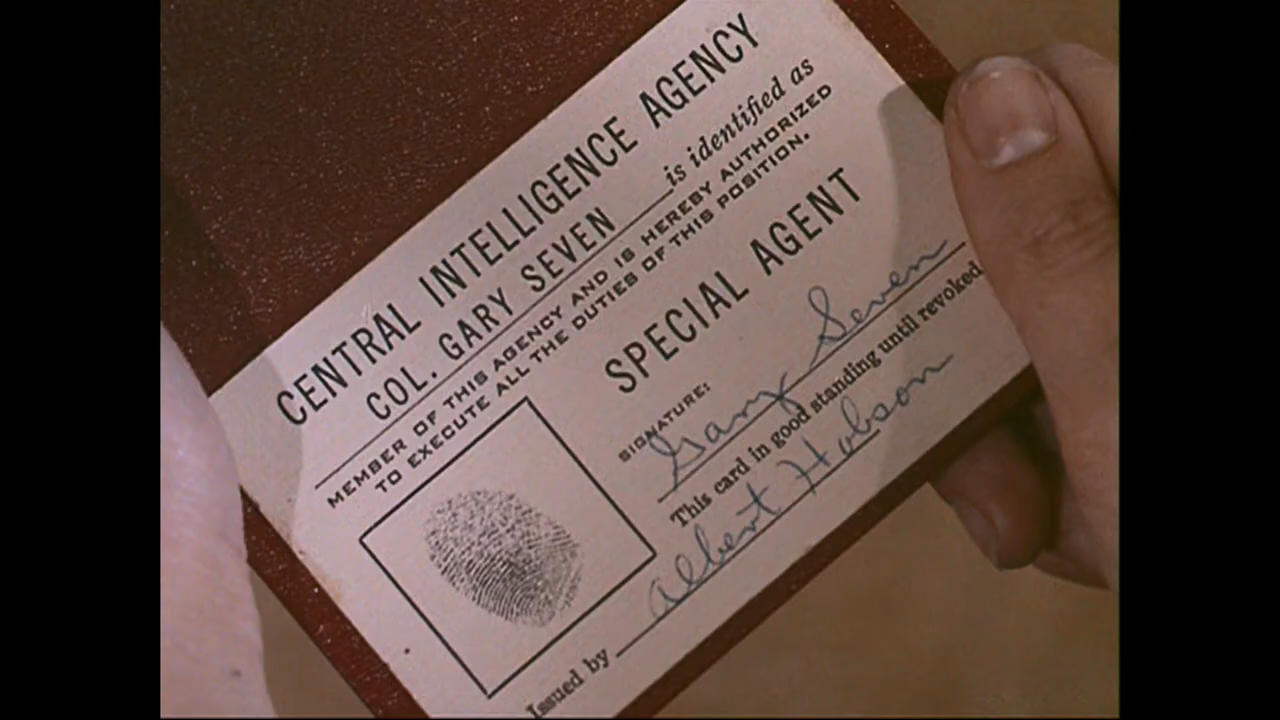 CENTRAL INTELLIGENCE AGENCY
COL. GARY SEVEN is identified as
MEMBER OF THIS AGENCY AND IS HEREBY AUTHORIZED
TO EXECUTE ALL THE DUTIES OF THIS POSITION.
SPECIAL AGENT
SIGNATURE: Gary Seven
This card in good standing until revoked
Issued by Albert Hobson